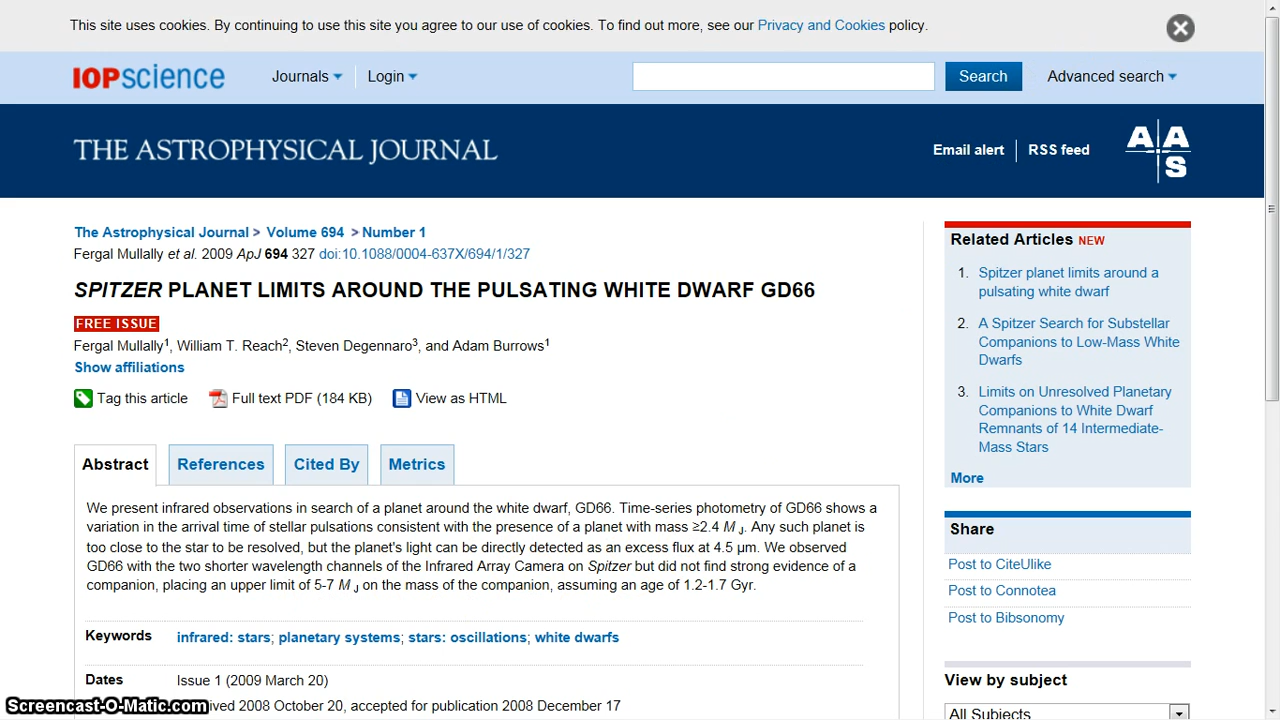 This site uses cookies. By continuing to use this site you agree to our use of cookies. To find out more, see our Privacy and Cookies policy.
IOPscience
Journals
Login
Search
Advanced search
THE ASTROPHYSICAL JOURNAL
Email alert
RSS feed
AAS
The Astrophysical Journal > Volume 694 > Number 1
Fergal Mullally et al. 2009 ApJ 694 327 doi:10.1088/0004-637X/694/1/327
SPITZER PLANET LIMITS AROUND THE PULSATING WHITE DWARF GD66
FREE ISSUE
Fergal Mullally1, William T. Reach2, Steven Degennaro3, and Adam Burrows1
Show affiliations
Tag this article
Full text PDF (184 KB)
View as HTML
Abstract
References
Cited By
Metrics
We present infrared observations in search of a planet around the white dwarf, GD66. Time-series photometry of GD66 shows a
variation in the arrival time of stellar pulsations consistent with the presence of a planet with mass ≥2.4 M J. Any such planet is
too close to the star to be resolved, but the planet's light can be directly detected as an excess flux at 4.5 μm. We observed
GD66 with the two shorter wavelength channels of the Infrared Array Camera on Spitzer but did not find strong evidence of a
companion, placing an upper limit of 5-7 M J on the mass of the companion, assuming an age of 1.2-1.7 Gyr.
Keywords
infrared: stars; planetary systems; stars: oscillations; white dwarfs
Dates
Issue 1 (2009 March 20)
2008 October 20, accepted for publication 2008 December 17
Related Articles NEW
1. Spitzer planet limits around a
pulsating white dwarf
2. A Spitzer Search for Substellar
Companions to Low-Mass White
Dwarfs
3. Limits on Unresolved Planetary
Companions to White Dwarf
Remnants of 14 Intermediate-
Mass Stars
More
Share
Post to CiteUlike
Post to Connotea
Post to Bibsonomy
View by subject
All Subjects
Screencast-O-Matic.com